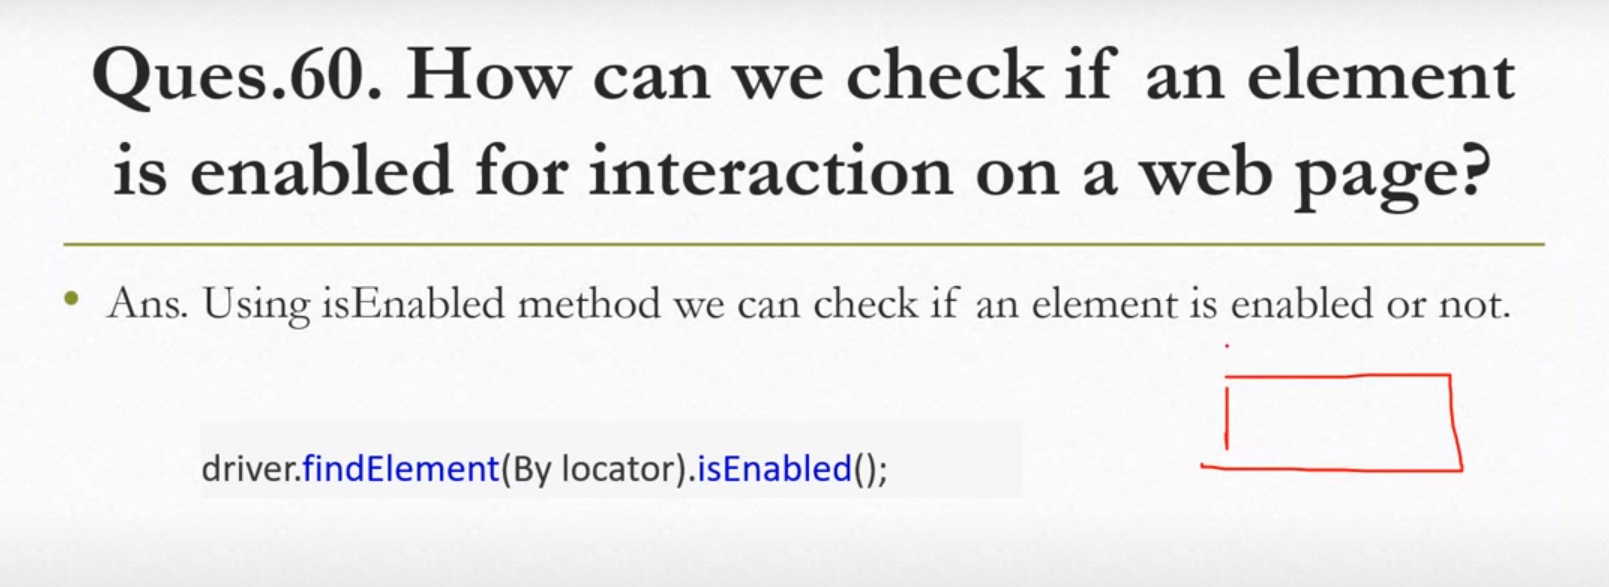 Ques.60. How can we check if an element
is enabled for interaction on a web page?
• Ans. Using isEnabled method we can check if an element is enabled or not.
driver.findElement(By locator).isEnabled();